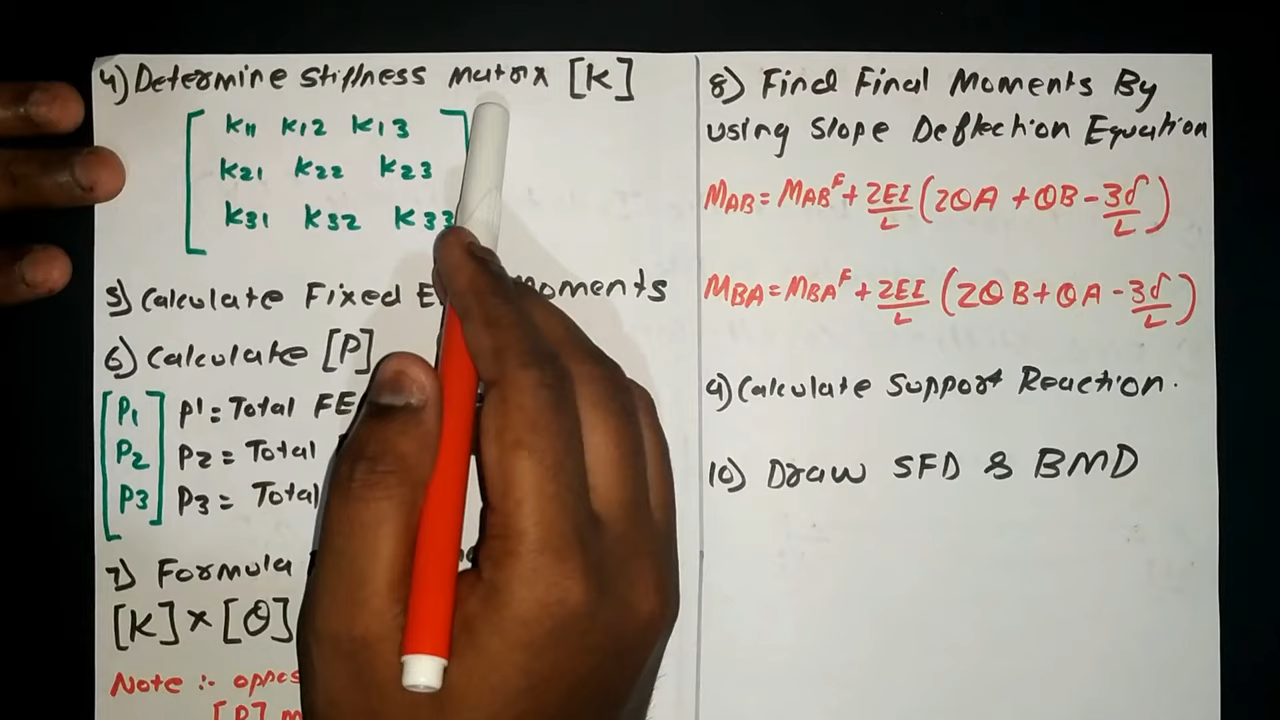 4) Determine Stiffness Matrix [K]
K11 K12 K13
K21 K22 K23
K31 K32 K33
5) Calculate Fixed moments
6) Calculate [P]
[P1 P1 = Total FE
P2 P2 = Total
P3] P3 = Total
7) Formula
[K] × [θ]
Note :- oppos
[P]
8) Find Final Moments By
using Slope Deflection Equation
MAB = MAB^F + 2EI/L (2θA + θB - 3δ/L)
MBA = MBA^F + 2EI/L (2θB + θA - 3δ/L)
9) Calculate Support Reaction.
10) Draw SFD & BMD